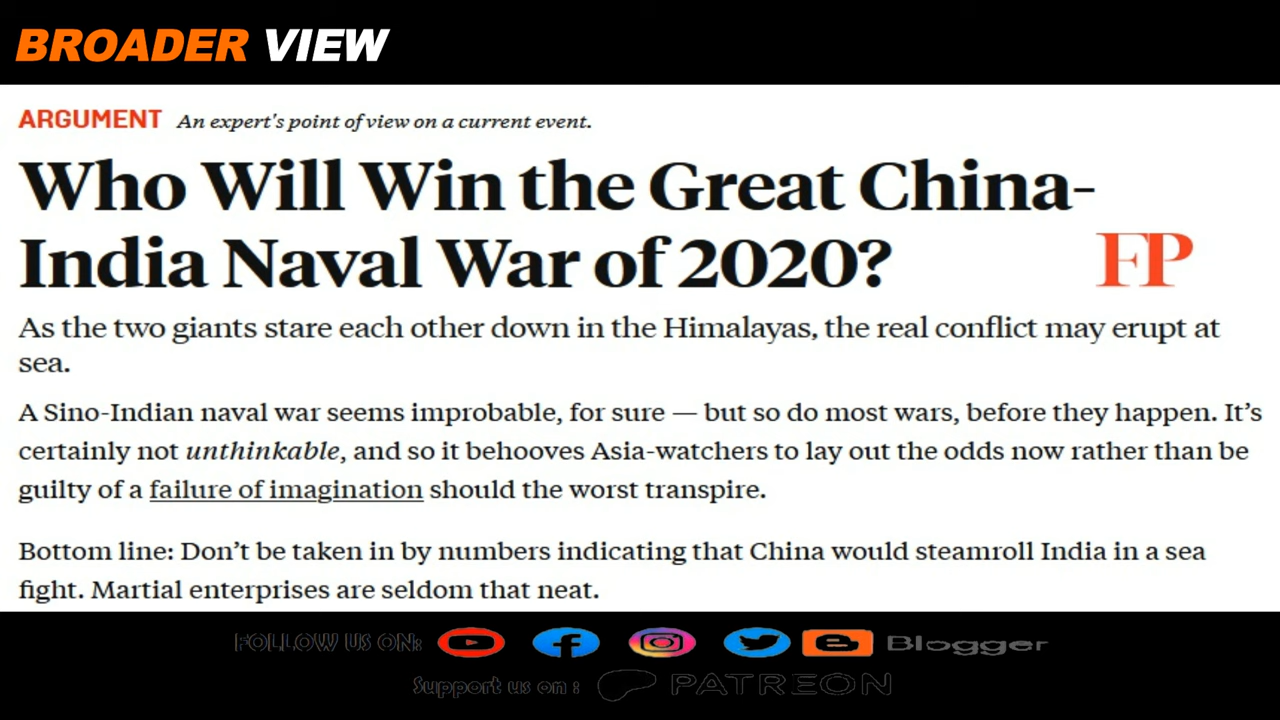 BROADER VIEW
ARGUMENT An expert's point of view on a current event.
Who Will Win the Great China-
India Naval War of 2020?
FP
As the two giants stare each other down in the Himalayas, the real conflict may erupt at
sea.
A Sino-Indian naval war seems improbable, for sure — but so do most wars, before they happen. It's
certainly not unthinkable, and so it behooves Asia-watchers to lay out the odds now rather than be
guilty of a failure of imagination should the worst transpire.
Bottom line: Don't be taken in by numbers indicating that China would steamroll India in a sea
fight. Martial enterprises are seldom that neat.
FOLLOW US ON: Blogger
Support us on : PATREON